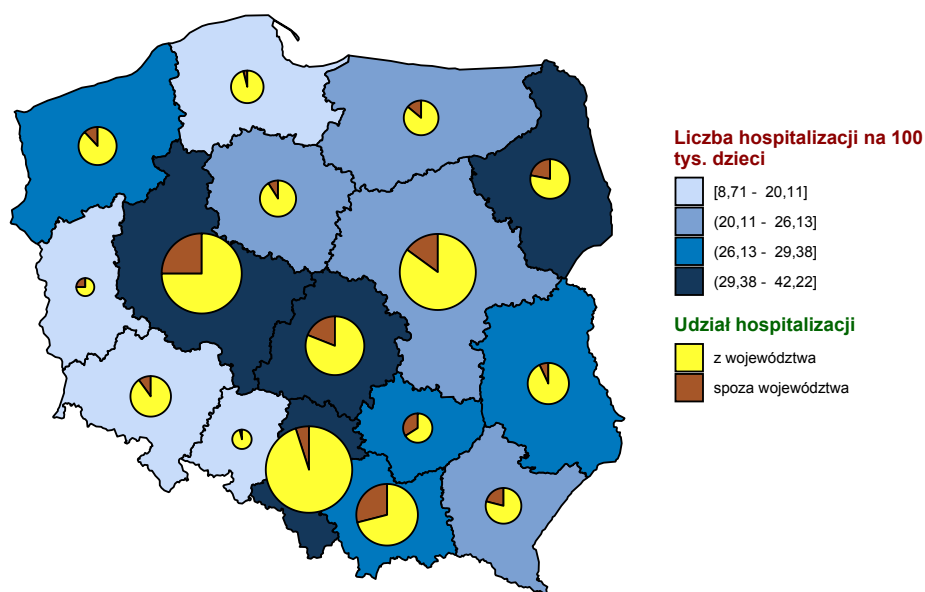 Liczba hospitalizacji na 100
tys. dzieci
[8,71 - 20,11]
(20,11 - 26,13]
(26,13 - 29,38]
(29,38 - 42,22]
Udział hospitalizacji
z województwa
spoza województwa